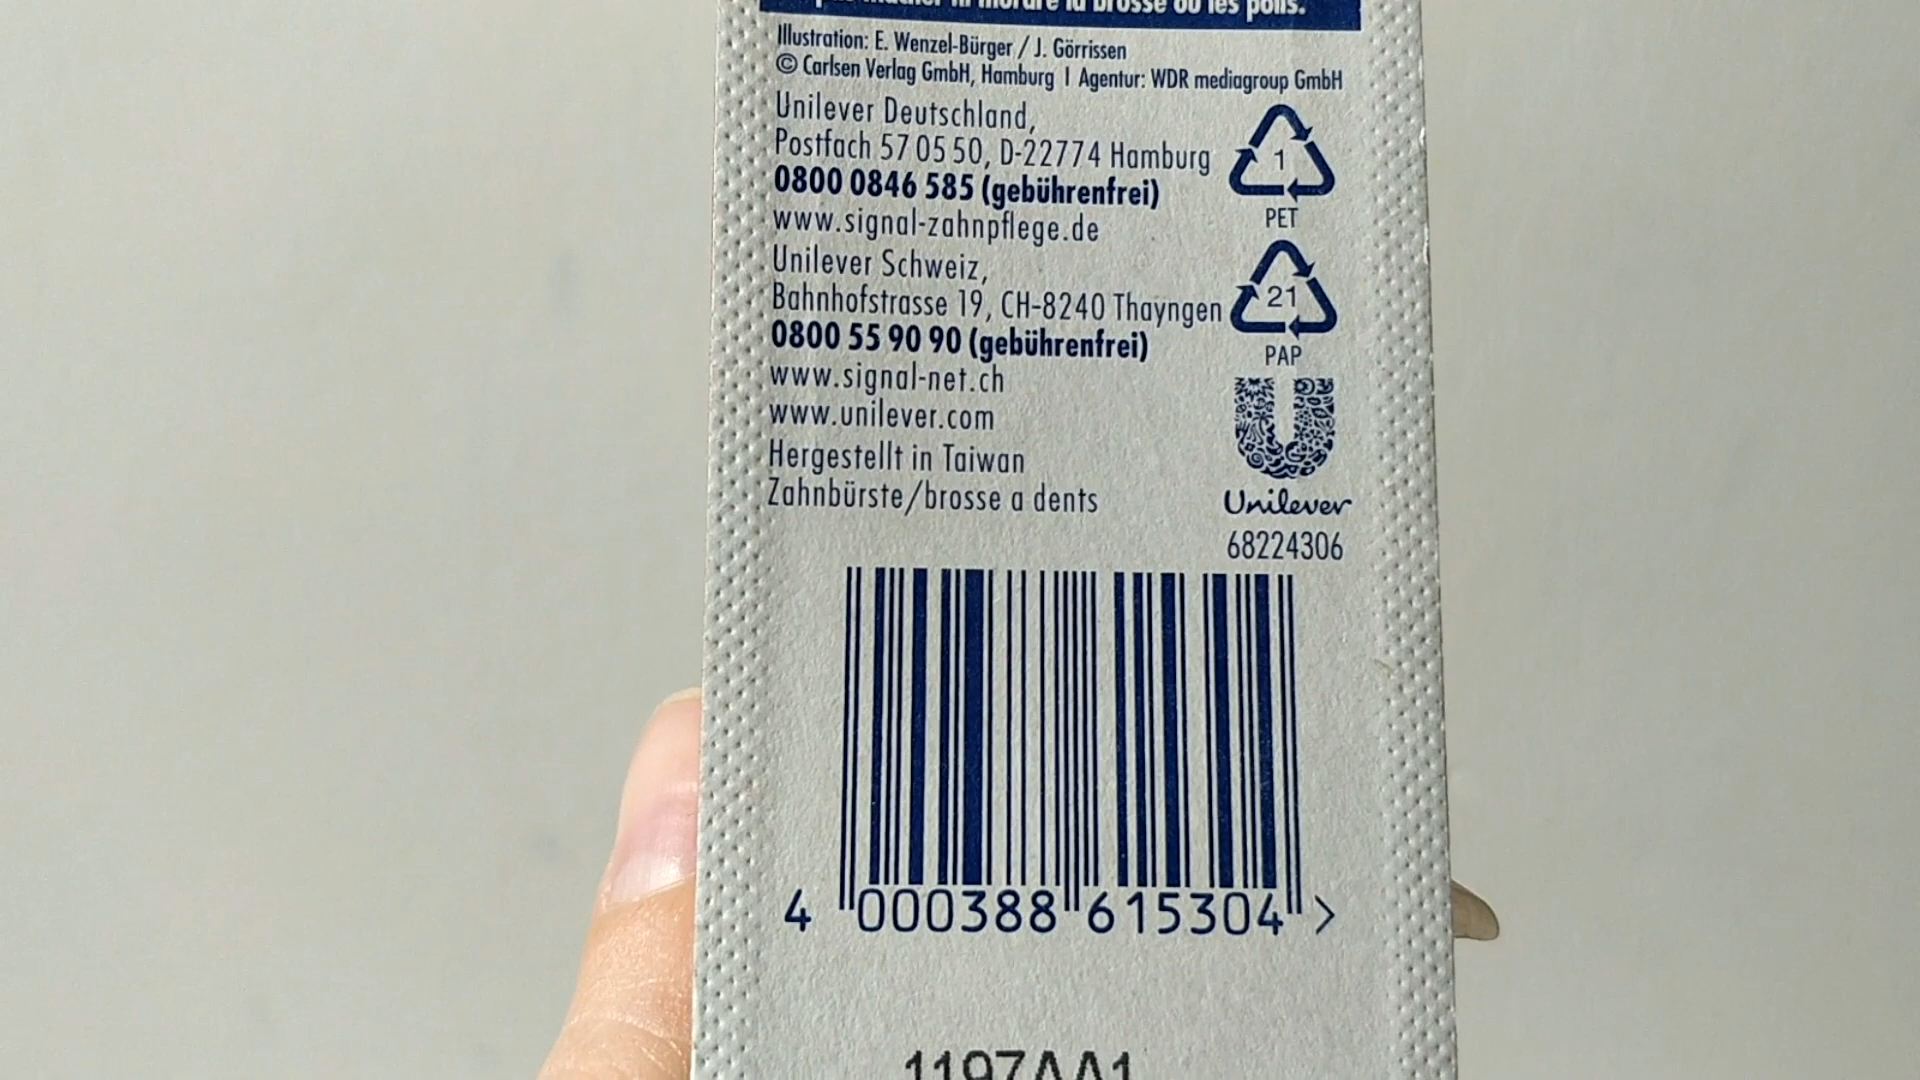 mordre la brosse ou les poils.
Illustration: E. Wenzel-Bürger / J. Görrissen
© Carlsen Verlag GmbH, Hamburg | Agentur: WDR mediagroup GmbH
Unilever Deutschland,
Postfach 57 05 50, D-22774 Hamburg
0800 0846 585 (gebührenfrei)
www.signal-zahnpflege.de
1
PET
Unilever Schweiz,
Bahnhofstrasse 19, CH-8240 Thayngen
0800 55 90 90 (gebührenfrei)
www.signal-net.ch
www.unilever.com
21
PAP
Hergestellt in Taiwan
Zahnbürste/brosse a dents
Unilever
68224306
4 000388 615304 >
1197AA1